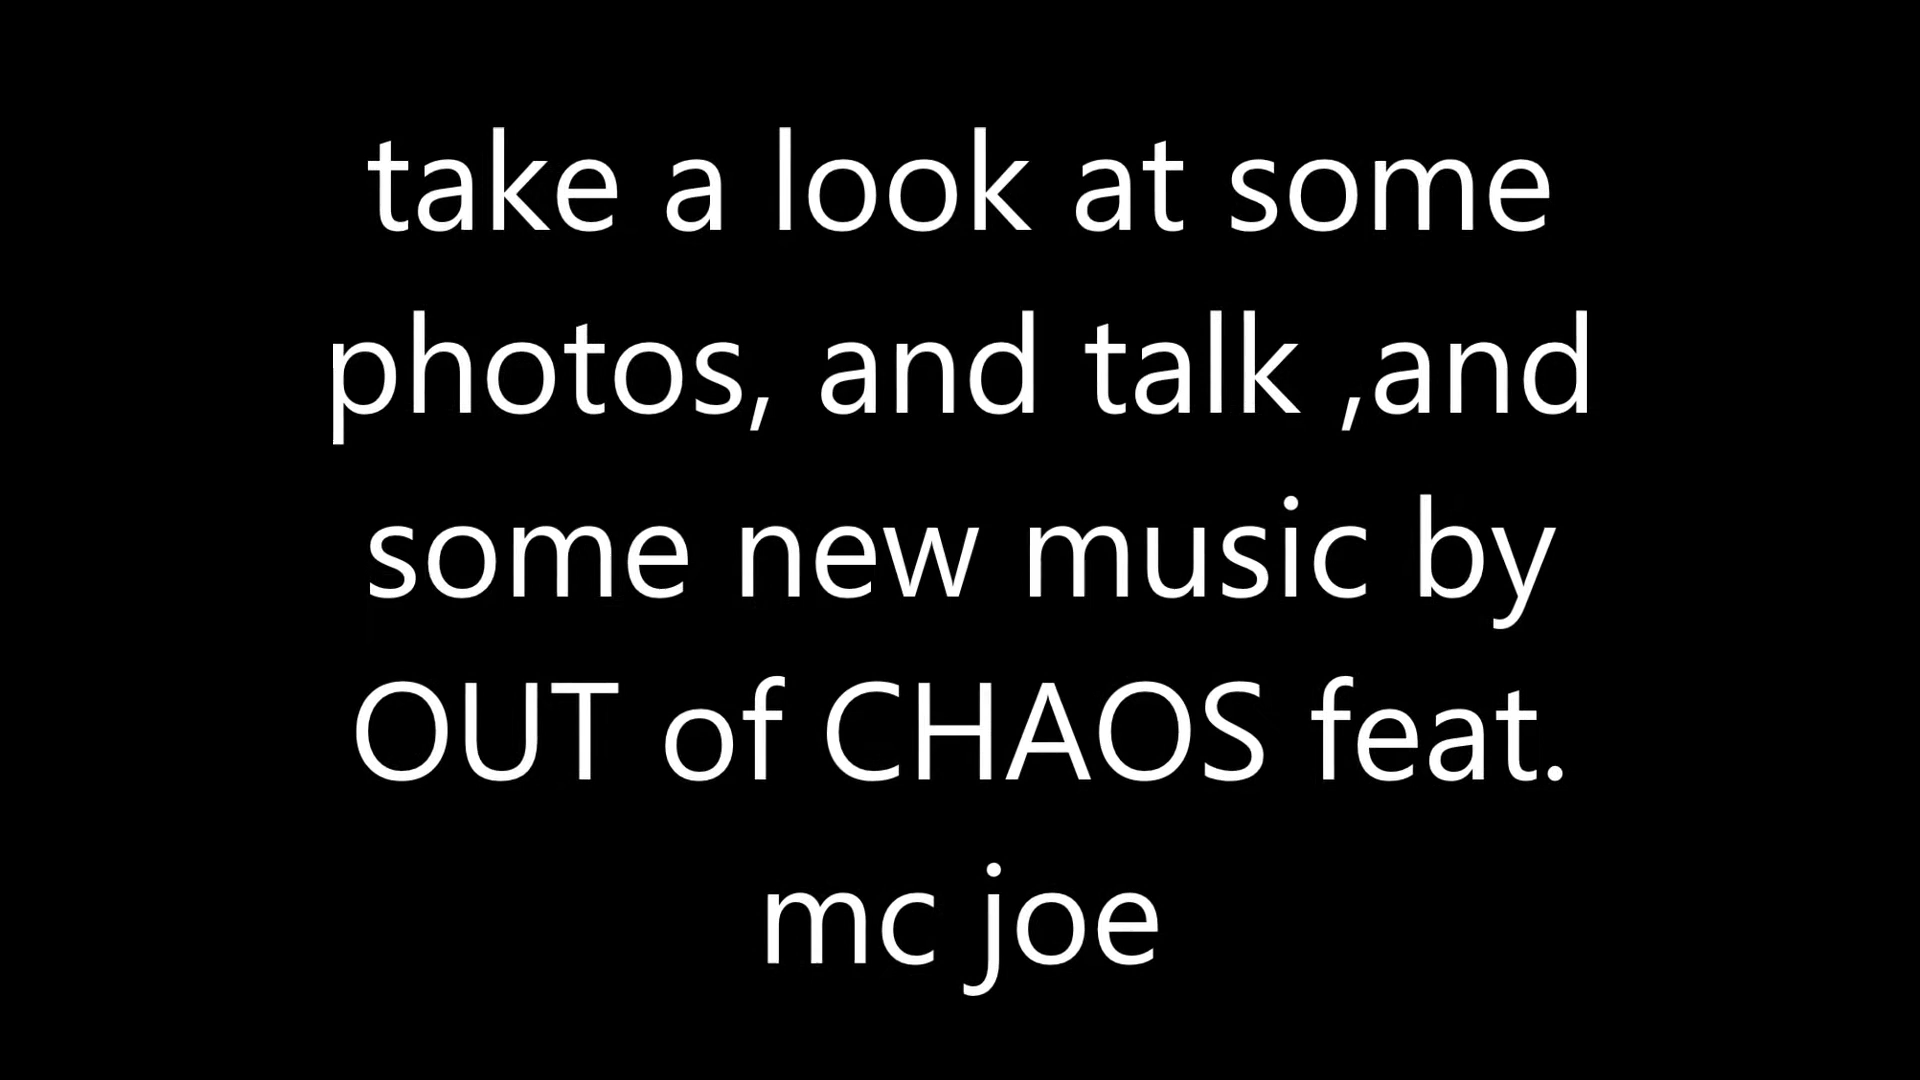 take a look at some
photos, and talk ,and
some new music by
OUT of CHAOS feat.
mc joe